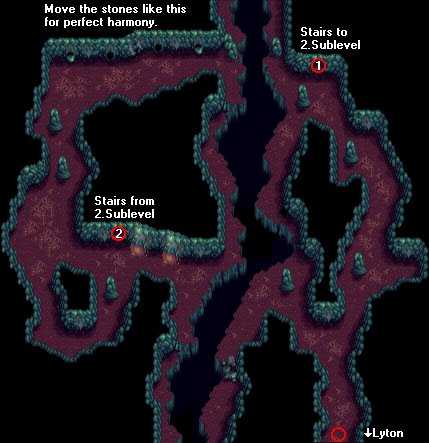 Move the stones like this
for perfect harmony.
Stairs to
2.Sublevel
1
Stairs from
2.Sublevel
2
↓Lyton